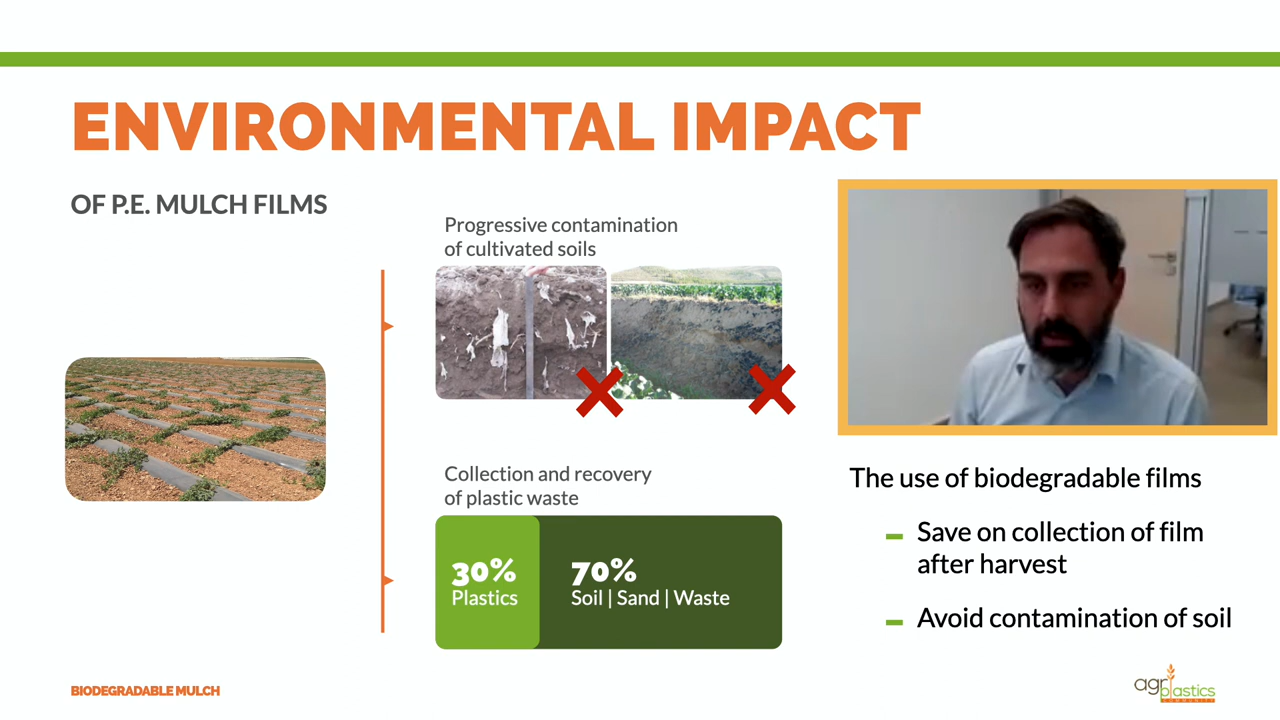 ENVIRONMENTAL IMPACT
OF P.E. MULCH FILMS
Progressive contamination
of cultivated soils
Collection and recovery
of plastic waste
30%
Plastics
70%
Soil | Sand | Waste
The use of biodegradable films
Save on collection of film
after harvest
Avoid contamination of soil
BIODEGRADABLE MULCH
agriplastics
COMMUNITY